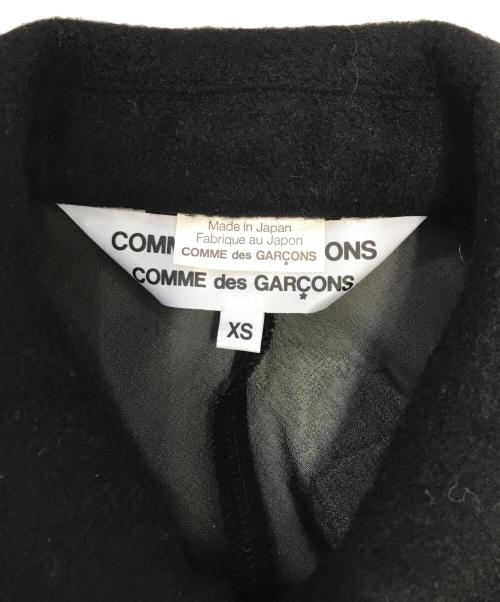 Made in Japan
Fabrique au Japon
COMME des GARÇONS
COMM ONS
COMME des GARÇONS
XS